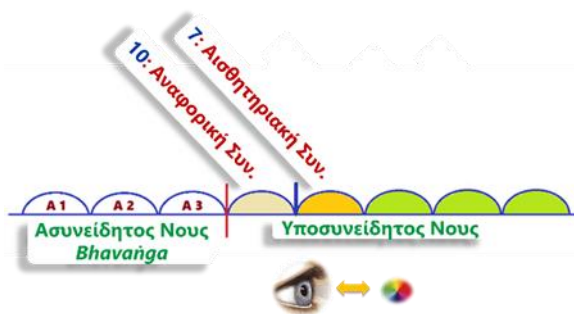 10: Αναφορική Συν.
7: Αισθητηριακή Συν.
A 1 A 2 A 3
Ασυνείδητος Νους
Bhavaṅga
Υποσυνείδητος Νους